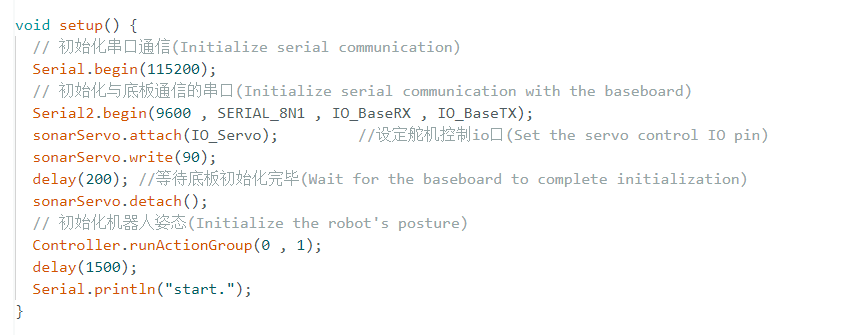 void setup() {
// 初始化串口通信(Initialize serial communication)
Serial.begin(115200);
// 初始化与底板通信的串口(Initialize serial communication with the baseboard)
Serial2.begin(9600 , SERIAL_8N1 , IO_BaseRX , IO_BaseTX);
sonarServo.attach(IO_Servo);          //设定舵机控制io口(Set the servo control IO pin)
sonarServo.write(90);
delay(200); //等待底板初始化完毕(Wait for the baseboard to complete initialization)
sonarServo.detach();
// 初始化机器人姿态(Initialize the robot's posture)
Controller.runActionGroup(0 , 1);
delay(1500);
Serial.println("start.");
}